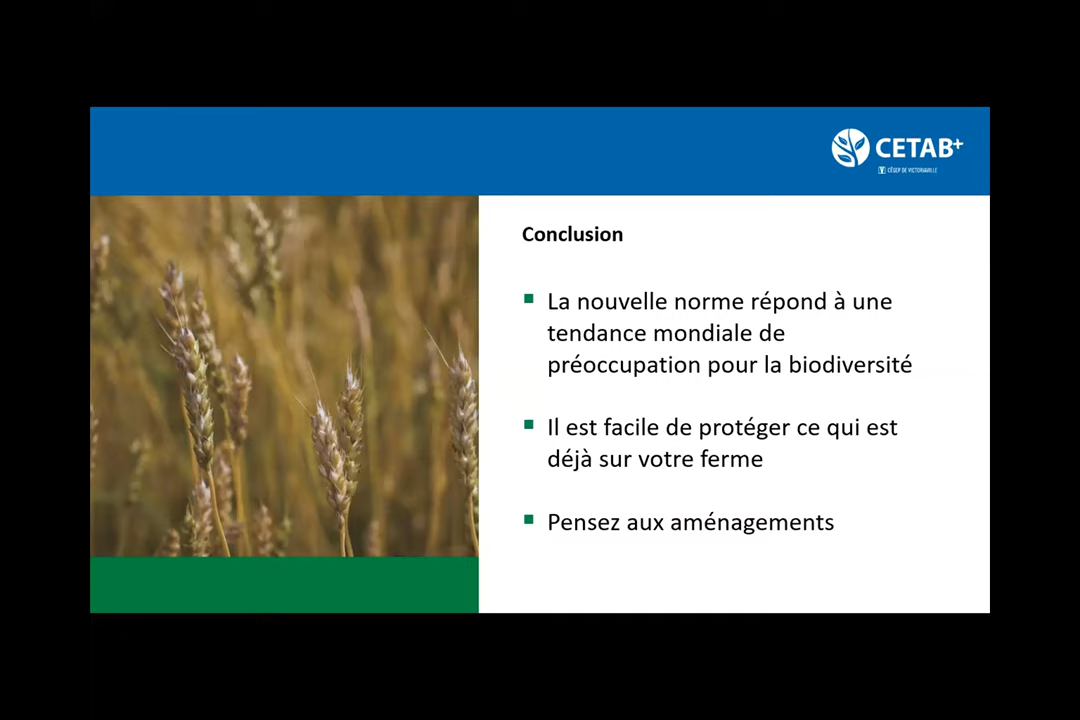 CETAB+
CÉGEP DE VICTORIAVILLE
Conclusion
La nouvelle norme répond à une
tendance mondiale de
préoccupation pour la biodiversité
Il est facile de protéger ce qui est
déjà sur votre ferme
Pensez aux aménagements